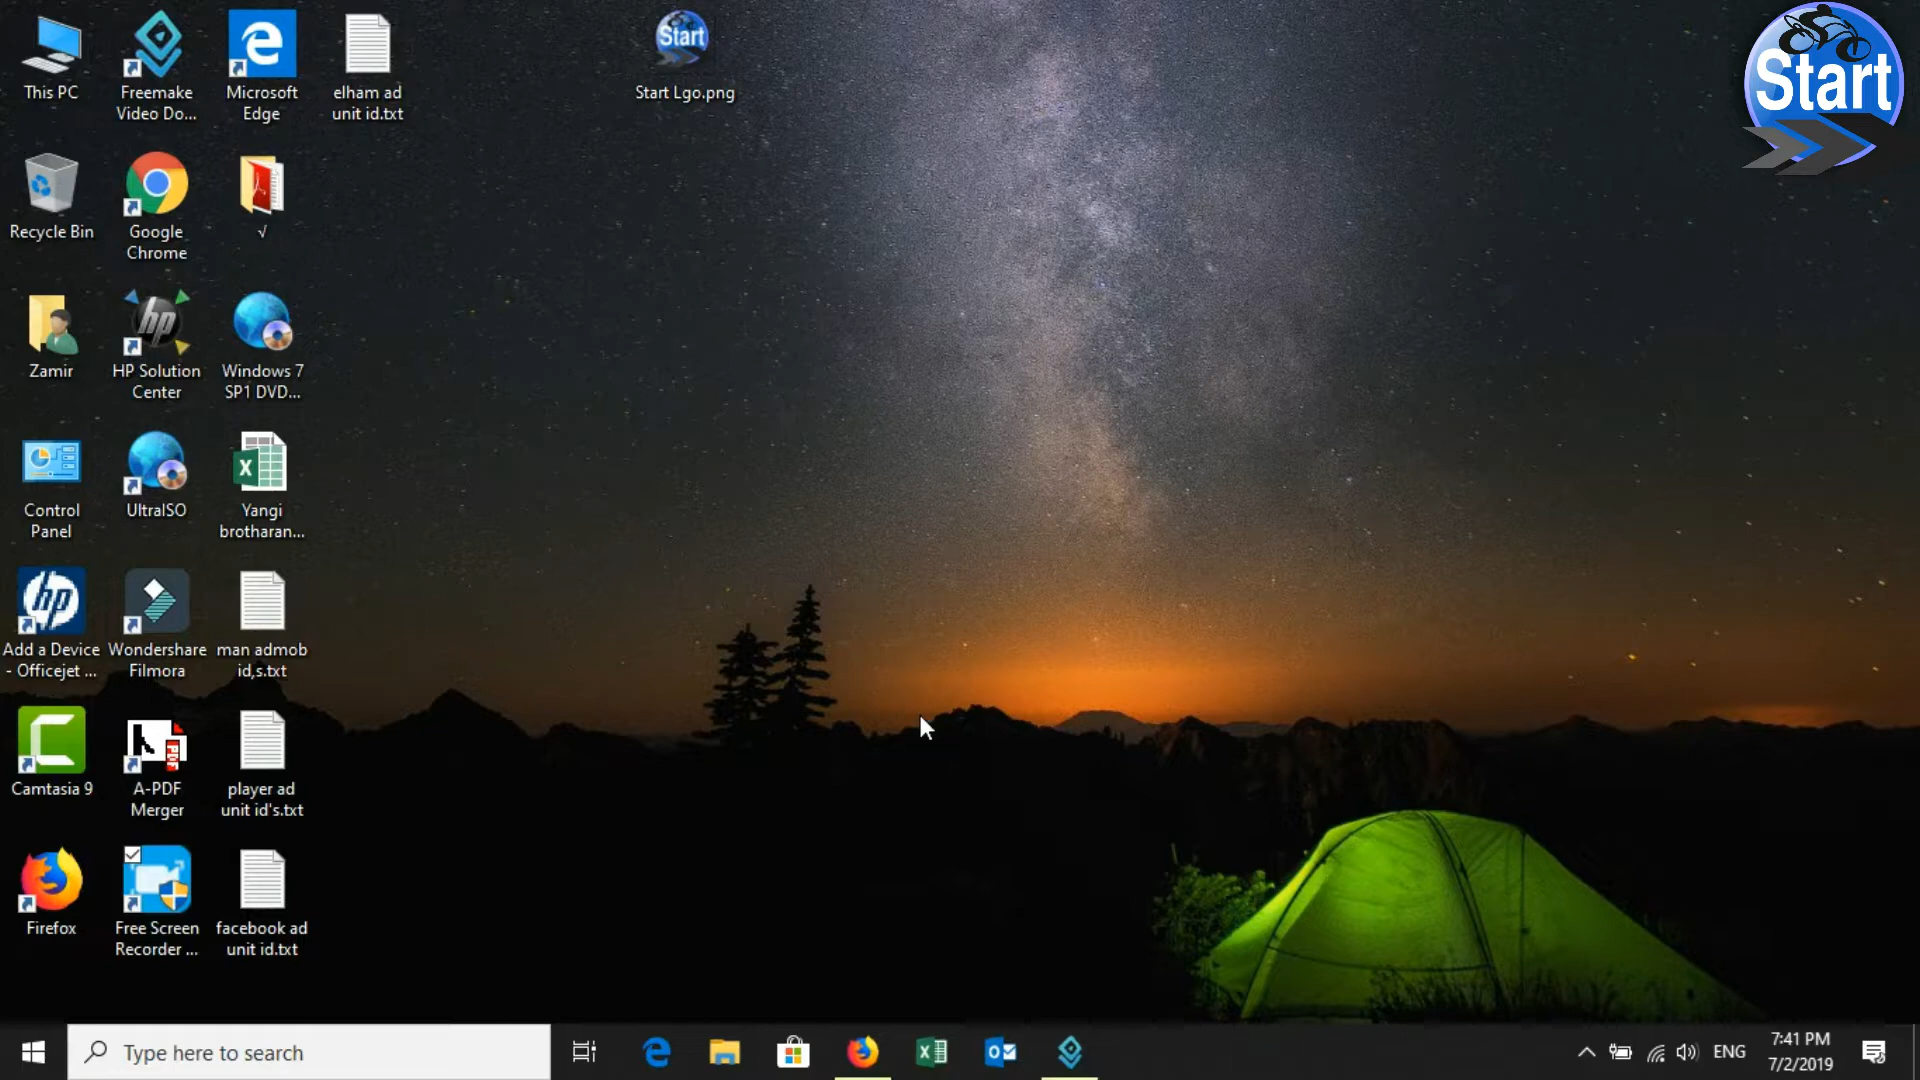 This PC
Freemake
Video Do...
Microsoft
Edge
elham ad
unit id.txt
Start
Start Lgo.png
Start
Recycle Bin
Google
Chrome
√
Zamir
hp
HP Solution
Center
Windows 7
SP1 DVD...
Control
Panel
UltraISO
X
Yangi
brotharan...
hp
Add a Device
- Officejet ...
Wondershare
Filmora
man admob
id,s.txt
Camtasia 9
PDF
A-PDF
Merger
player ad
unit id's.txt
Firefox
Free Screen
Recorder ...
facebook ad
unit id.txt
Type here to search
ENG
7:41 PM
7/2/2019